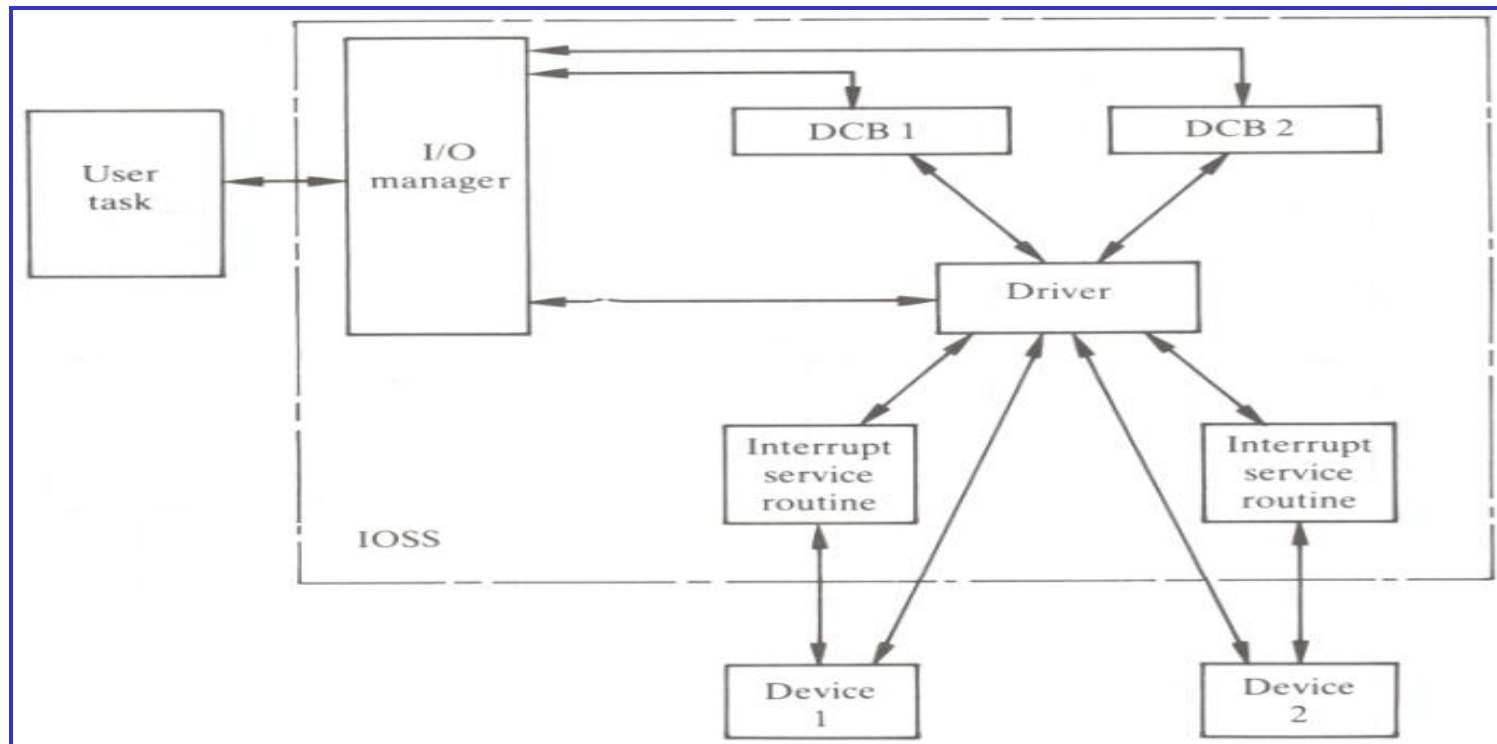 DCB 1
DCB 2
I/O
manager
User
task
Driver
Interrupt
service
routine
Interrupt
service
routine
IOSS
Device
1
Device
2